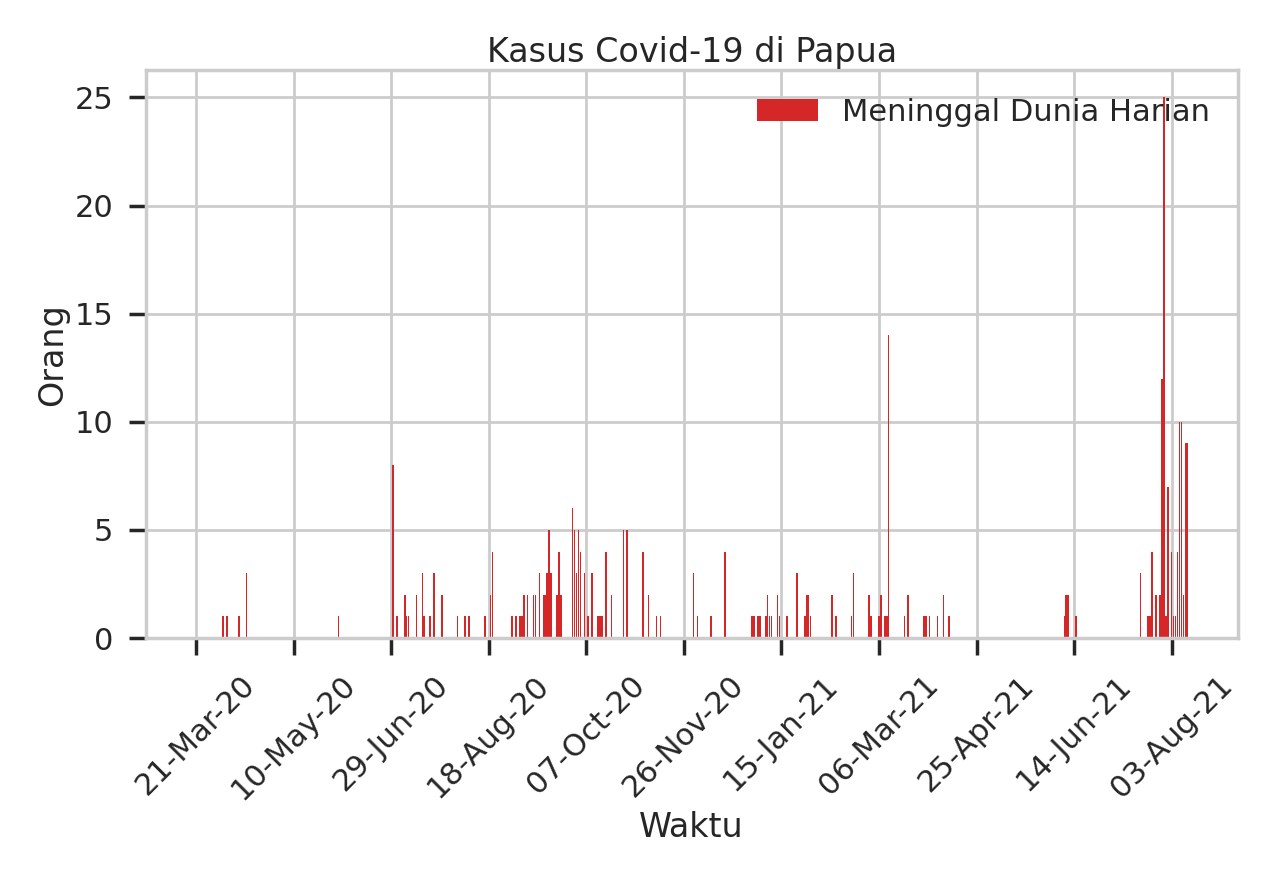 Kasus Covid-19 di Papua
Meninggal Dunia Harian
Orang
25
20
15
10
5
0
21-Mar-20
10-May-20
29-Jun-20
18-Aug-20
07-Oct-20
26-Nov-20
15-Jan-21
06-Mar-21
25-Apr-21
14-Jun-21
03-Aug-21
Waktu